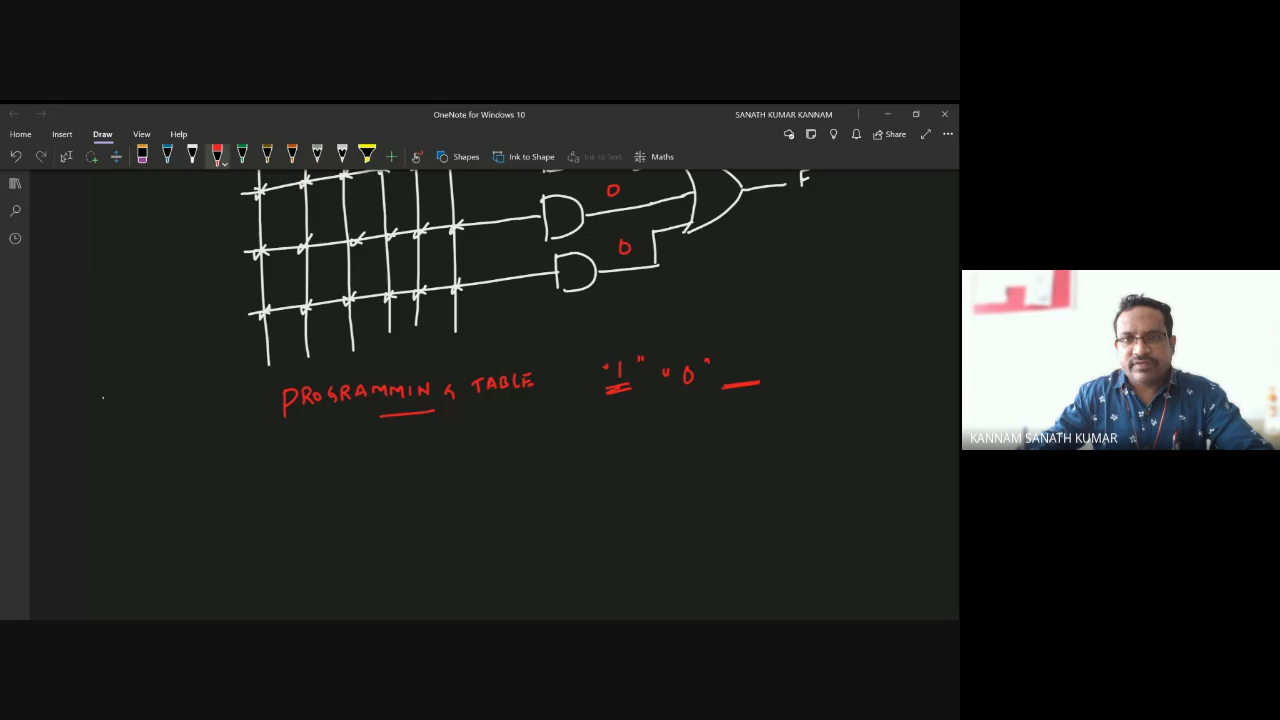 OneNote for Windows 10
SANATH KUMAR KANNAM
Home Insert Draw View Help
Share
Shapes Ink to Shape Ink to Text Maths
F
0
0
PROGRAMMING TABLE "1" "0" _
KANNAM SANATH KUMAR